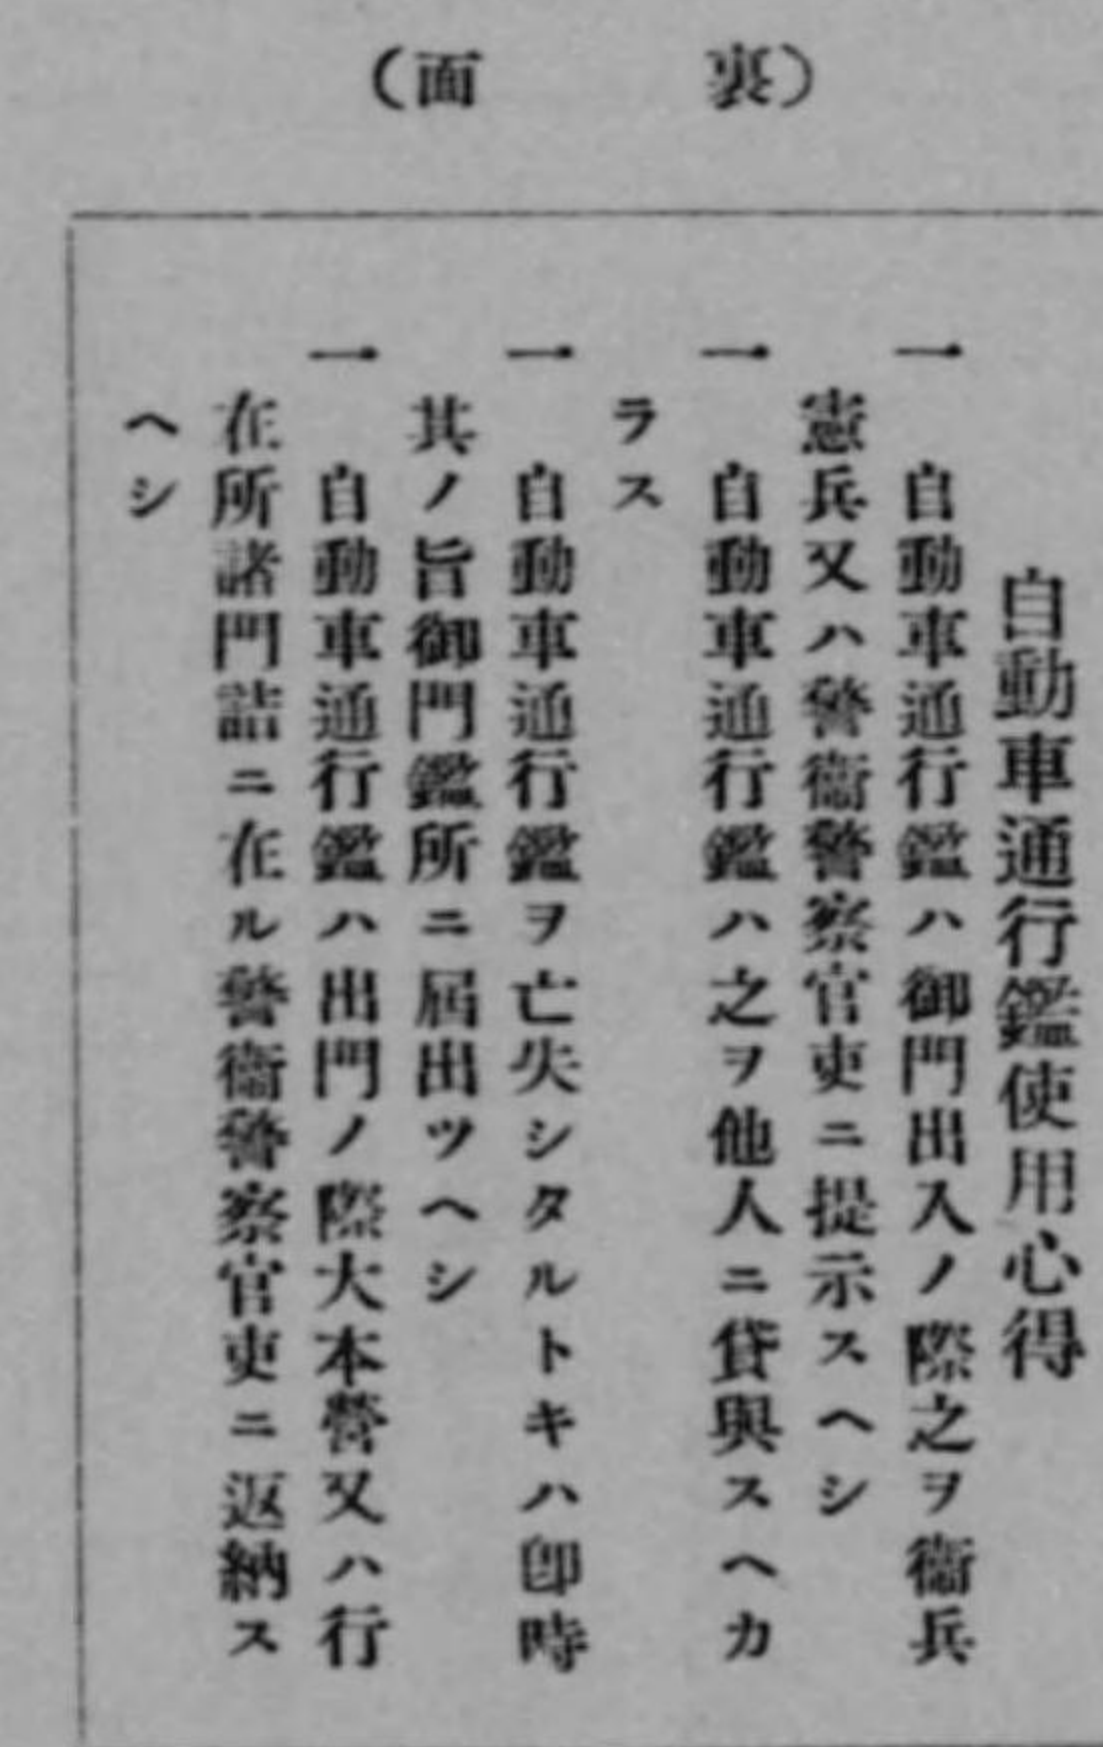 （裏　面）
自動車通行鑑使用心得
一　自動車通行鑑ハ御門出入ノ際之ヲ衞兵
憲兵又ハ警衞警察官吏ニ提示スヘシ
一　自動車通行鑑ハ之ヲ他人ニ貸與スヘカ
ラス
一　自動車通行鑑ヲ亡失シタルトキハ卽時
其ノ旨御門鑑所ニ屆出ツヘシ
一　自動車通行鑑ハ出門ノ際大本營又ハ行
在所諸門詰ニ在ル警衞警察官吏ニ返納ス
ヘシ